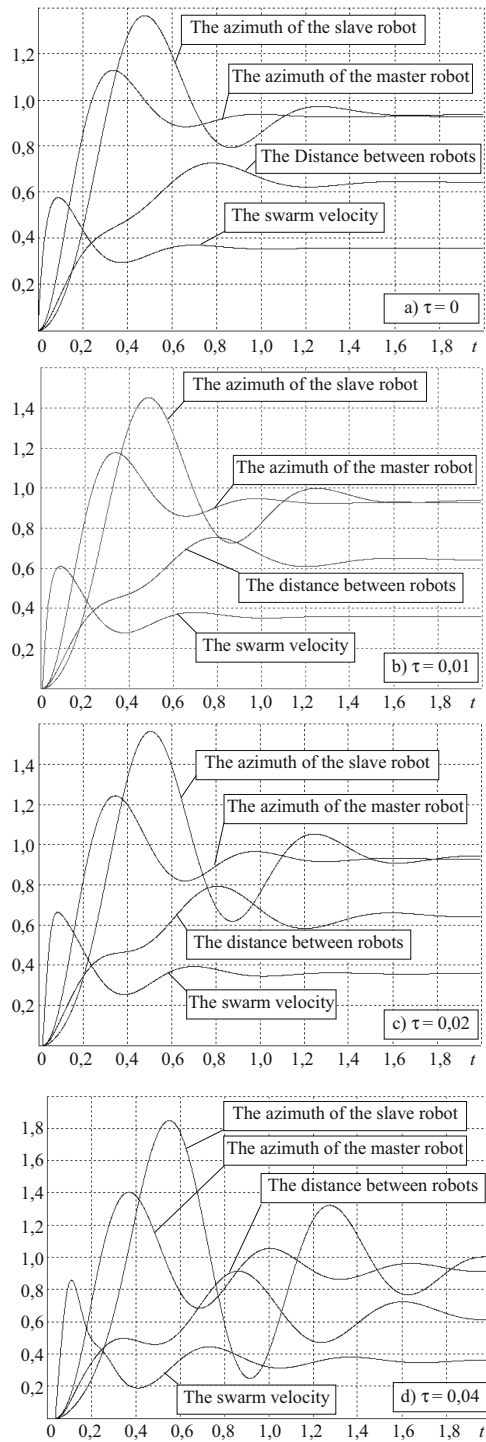 The azimuth of the slave robot
1,2
The azimuth of the master robot
1,0
0,8
The Distance between robots
0,6
The swarm velocity
0,4
0,2
a) τ = 0
0 0,2 0,4 0,6 0,8 1,0 1,2 1,4 1,6 1,8 t
The azimuth of the slave robot
1,4
1,2
The azimuth of the master robot
1,0
0,8
0,6
The distance between robots
0,4
The swarm velocity
0,2
b) τ = 0,01
0 0,2 0,4 0,6 0,8 1,0 1,2 1,4 1,6 1,8 t
The azimuth of the slave robot
1,4
1,2
The azimuth of the master robot
1,0
0,8
0,6
The distance between robots
0,4
The swarm velocity
0,2
c) τ = 0,02
0 0,2 0,4 0,6 0,8 1,0 1,2 1,4 1,6 1,8 t
The azimuth of the slave robot
1,8
The azimuth of the master robot
1,6
The distance between robots
1,4
1,2
1,0
0,8
0,6
0,4
0,2
The swarm velocity
d) τ = 0,04
0 0,2 0,4 0,6 0,8 1,0 1,2 1,4 1,6 1,8 t